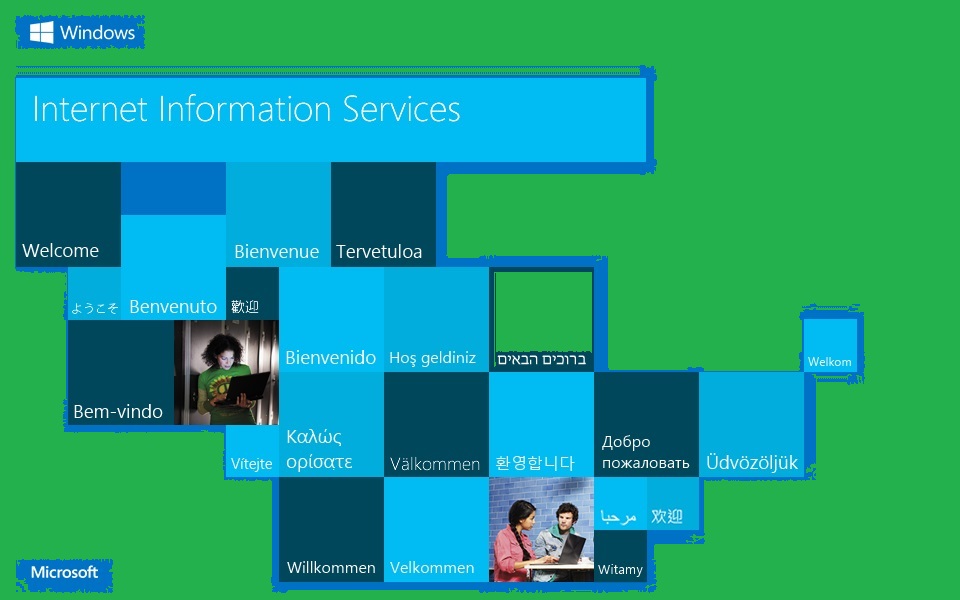 Windows
Internet Information Services
Welcome
Bienvenue
Tervetuloa
ようこそ
Benvenuto
歡迎
Bienvenido
Hoş geldiniz
ברוכים הבאים
Welkom
Bem-vindo
Vítejte
Καλώς
ορίσατε
Välkommen
환영합니다
Добро
пожаловать
Üdvözöljük
Willkommen
Velkommen
مرحبا
欢迎
Witamy
Microsoft